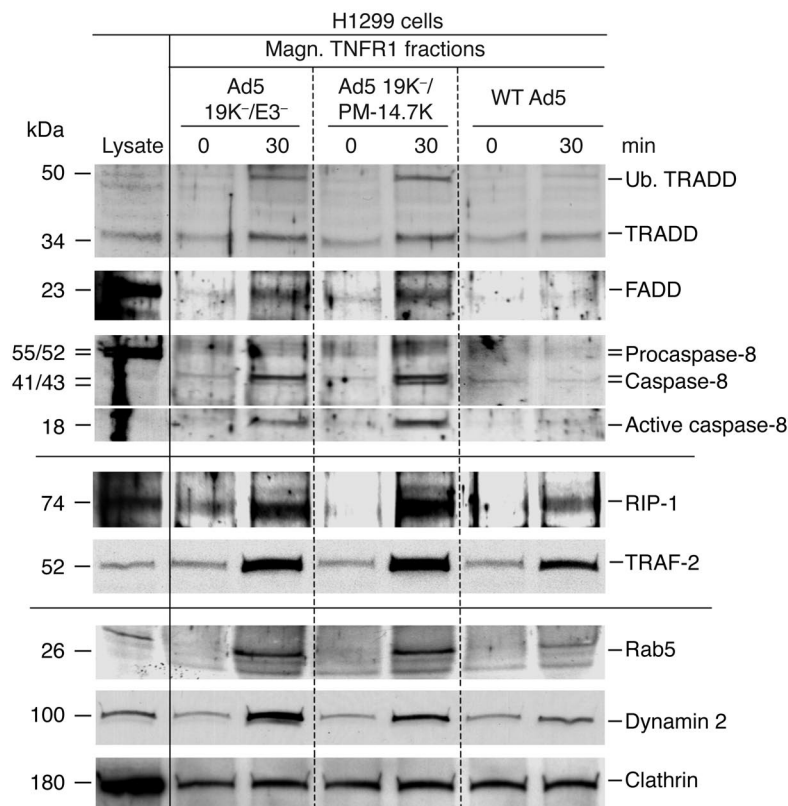 H1299 cells
Magn. TNFR1 fractions
Ad5 19K⁻/E3⁻
Ad5 19K⁻/ PM-14.7K
WT Ad5
kDa
Lysate 0 30 0 30 0 30 min
50 Ub. TRADD
34 TRADD
23 FADD
55/52 Procaspase-8
41/43 Caspase-8
18 Active caspase-8
74 RIP-1
52 TRAF-2
26 Rab5
100 Dynamin 2
180 Clathrin